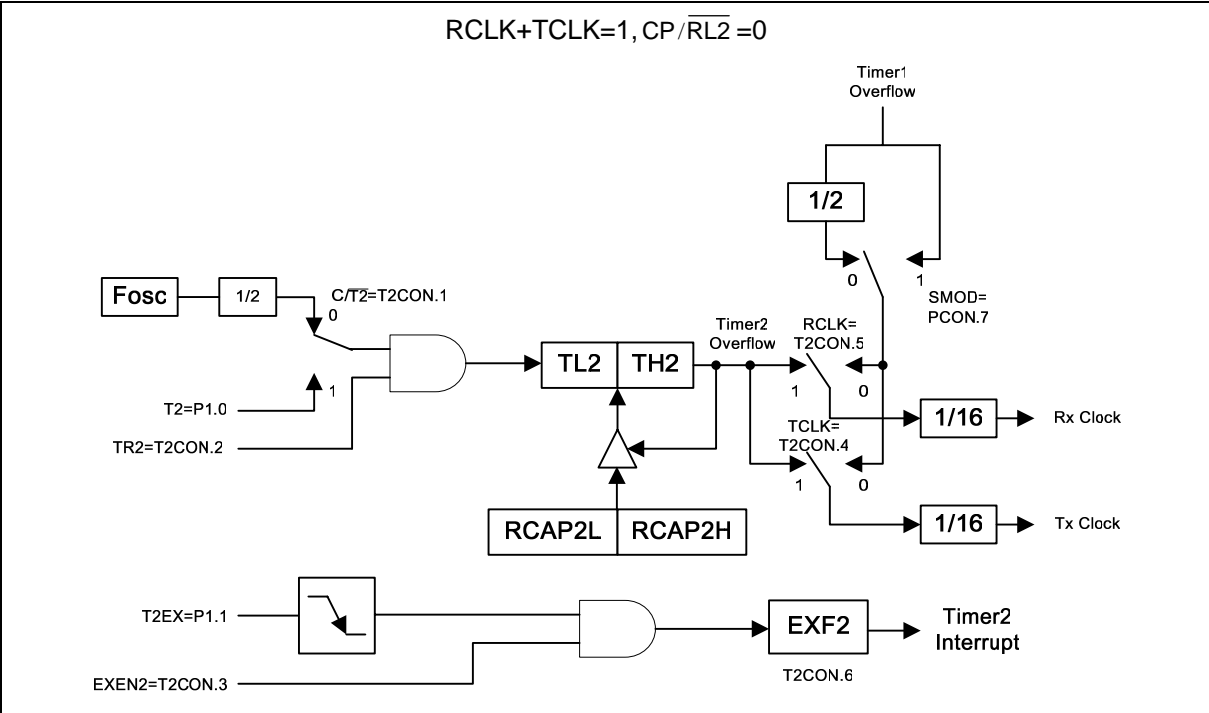 RCLK+TCLK=1, CP/R̅L̅2̅ =0
Timer1
Overflow
1/2
0
1
SMOD=
PCON.7
Fosc
1/2
C/T̅2̅=T2CON.1
0
1
T2=P1.0
TR2=T2CON.2
TL2
TH2
Timer2
Overflow
RCLK=
T2CON.5
1
0
1/16
Rx Clock
TCLK=
T2CON.4
1
0
1/16
Tx Clock
RCAP2L
RCAP2H
T2EX=P1.1
EXEN2=T2CON.3
EXF2
T2CON.6
Timer2
Interrupt